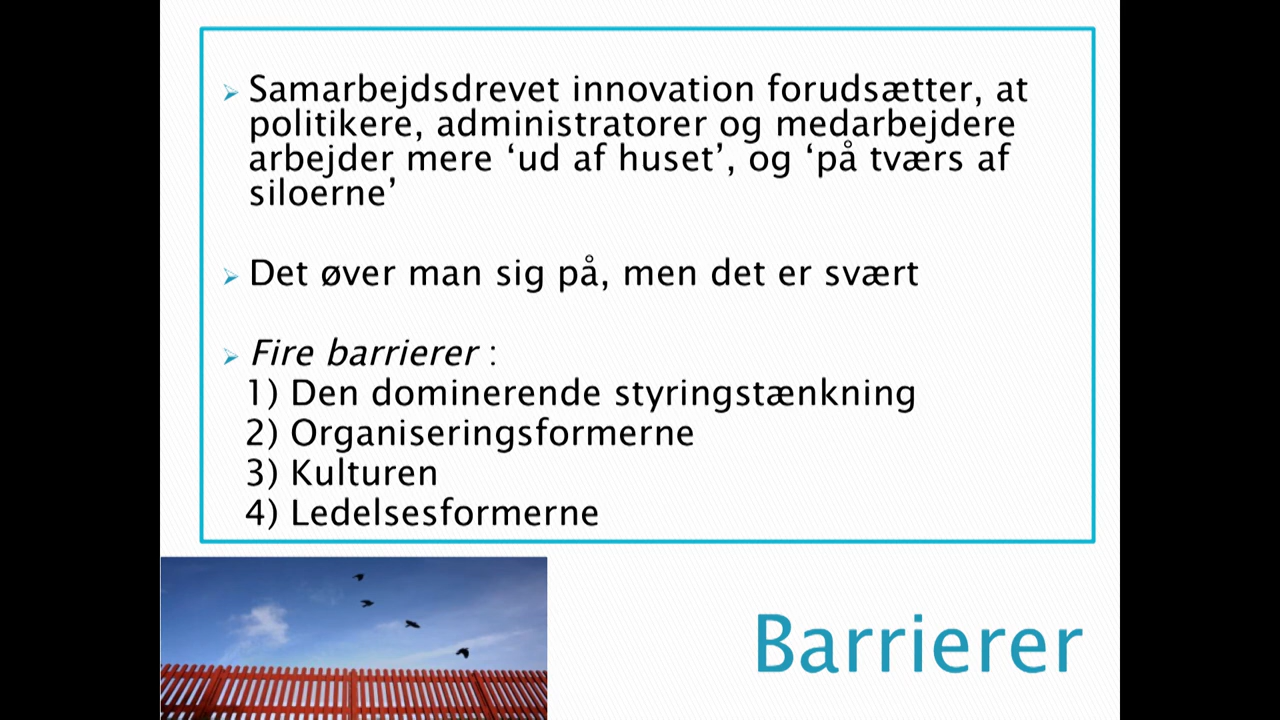 ➢ Samarbejdsdrevet innovation forudsætter, at
politikere, administratorer og medarbejdere
arbejder mere ‘ud af huset’, og ‘på tværs af
siloerne’
➢ Det øver man sig på, men det er svært
➢ Fire barrierer :
1) Den dominerende styringstænkning
2) Organiseringsformerne
3) Kulturen
4) Ledelsesformerne
Barrierer